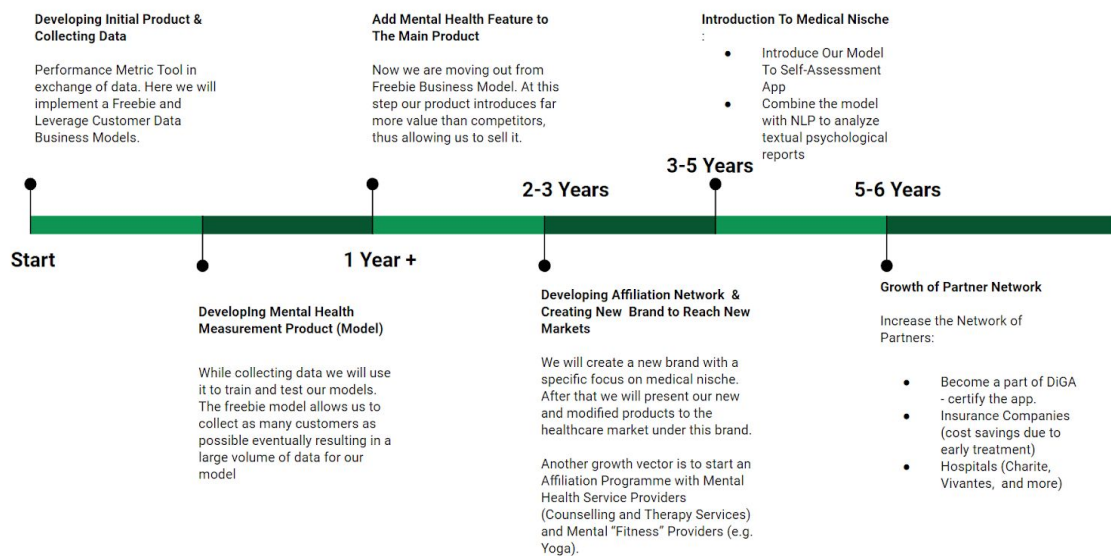 Developing Initial Product &
Collecting Data
Performance Metric Tool in
exchange of data. Here we will
implement a Freebie and
Leverage Customer Data
Business Models.
Add Mental Health Feature to
The Main Product
Now we are moving out from
Freebie Business Model. At this
step our product introduces far
more value than competitors,
thus allowing us to sell it.
Introduction To Medical Nische
:
● Introduce Our Model
To Self-Assessment
App
● Combine the model
with NLP to analyze
textual psychological
reports
Start
1 Year +
2-3 Years
3-5 Years
5-6 Years
Developing Mental Health
Measurement Product (Model)
While collecting data we will use
it to train and test our models.
The freebie model allows us to
collect as many customers as
possible eventually resulting in a
large volume of data for our
model
Developing Affiliation Network &
Creating New Brand to Reach New
Markets
We will create a new brand with a
specific focus on medical nische.
After that we will present our new
and modified products to the
healthcare market under this brand.
Another growth vector is to start an
Affiliation Programme with Mental
Health Service Providers
(Counselling and Therapy Services)
and Mental “Fitness” Providers (e.g.
Yoga).
Growth of Partner Network
Increase the Network of
Partners:
● Become a part of DiGA
- certify the app.
● Insurance Companies
(cost savings due to
early treatment)
● Hospitals (Charite,
Vivantes, and more)